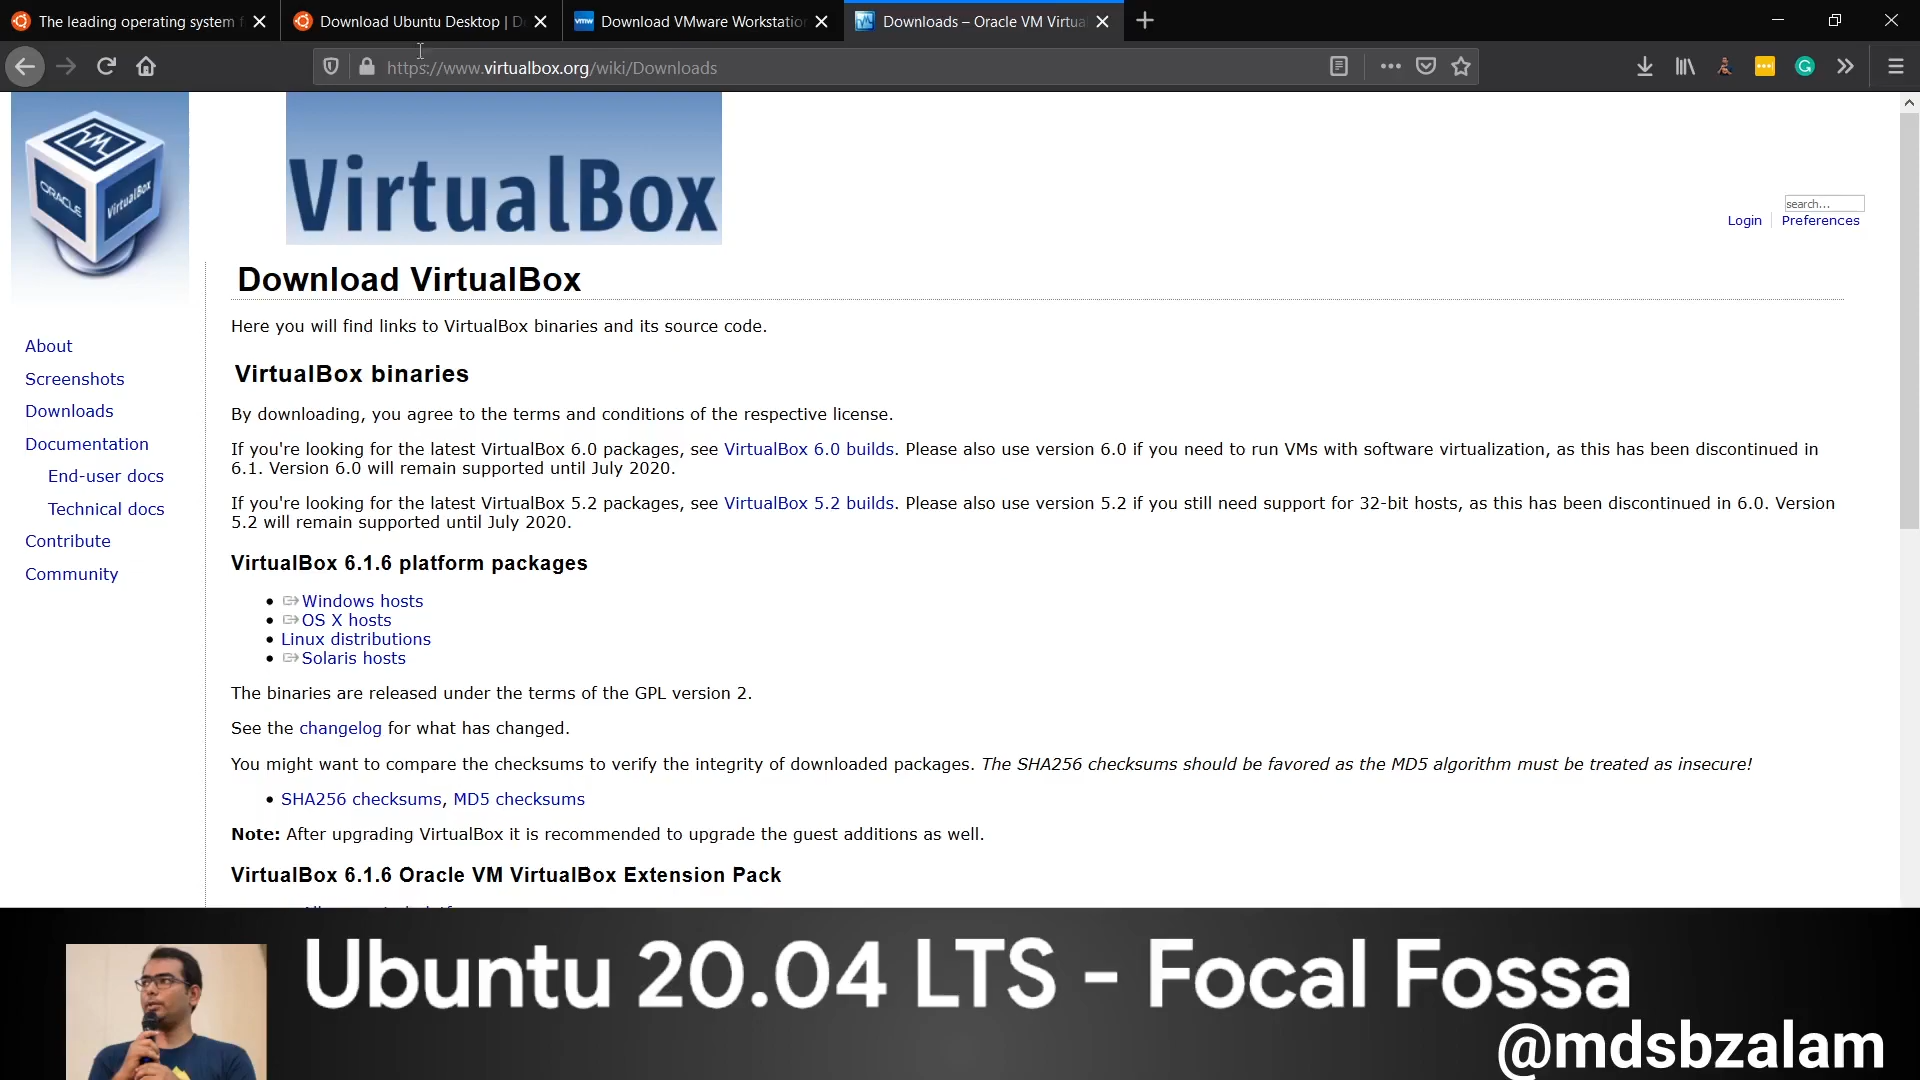 The leading operating system f
Download Ubuntu Desktop | D
vmw Download VMware Workstation
Downloads – Oracle VM Virtua
https://www.virtualbox.org/wiki/Downloads
ORACLE
VirtualBox
VirtualBox
search...
Login
Preferences
Download VirtualBox
Here you will find links to VirtualBox binaries and its source code.
About
Screenshots
Downloads
Documentation
End-user docs
Technical docs
Contribute
Community
VirtualBox binaries
By downloading, you agree to the terms and conditions of the respective license.
If you're looking for the latest VirtualBox 6.0 packages, see VirtualBox 6.0 builds. Please also use version 6.0 if you need to run VMs with software virtualization, as this has been discontinued in
6.1. Version 6.0 will remain supported until July 2020.
If you're looking for the latest VirtualBox 5.2 packages, see VirtualBox 5.2 builds. Please also use version 5.2 if you still need support for 32-bit hosts, as this has been discontinued in 6.0. Version
5.2 will remain supported until July 2020.
VirtualBox 6.1.6 platform packages
Windows hosts
OS X hosts
Linux distributions
Solaris hosts
The binaries are released under the terms of the GPL version 2.
See the changelog for what has changed.
You might want to compare the checksums to verify the integrity of downloaded packages. The SHA256 checksums should be favored as the MD5 algorithm must be treated as insecure!
SHA256 checksums, MD5 checksums
Note: After upgrading VirtualBox it is recommended to upgrade the guest additions as well.
VirtualBox 6.1.6 Oracle VM VirtualBox Extension Pack
Ubuntu 20.04 LTS - Focal Fossa
@mdsbzalam